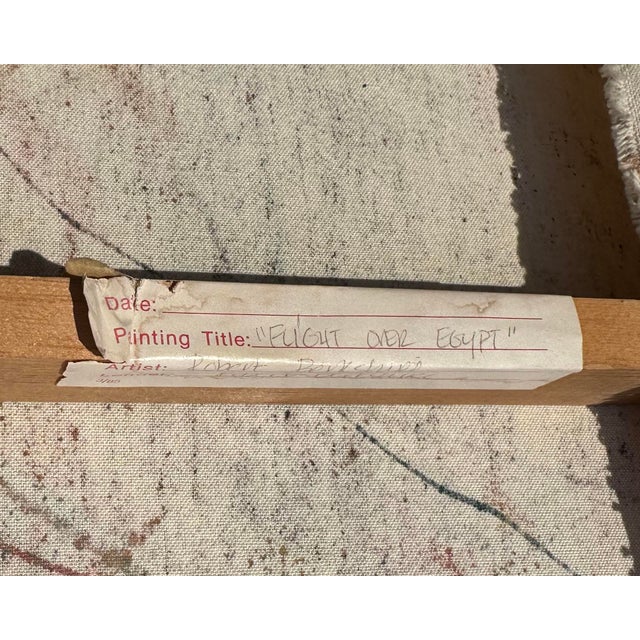 Date:
Painting Title: "FLIGHT OVER EGYPT"
Artist: Robert